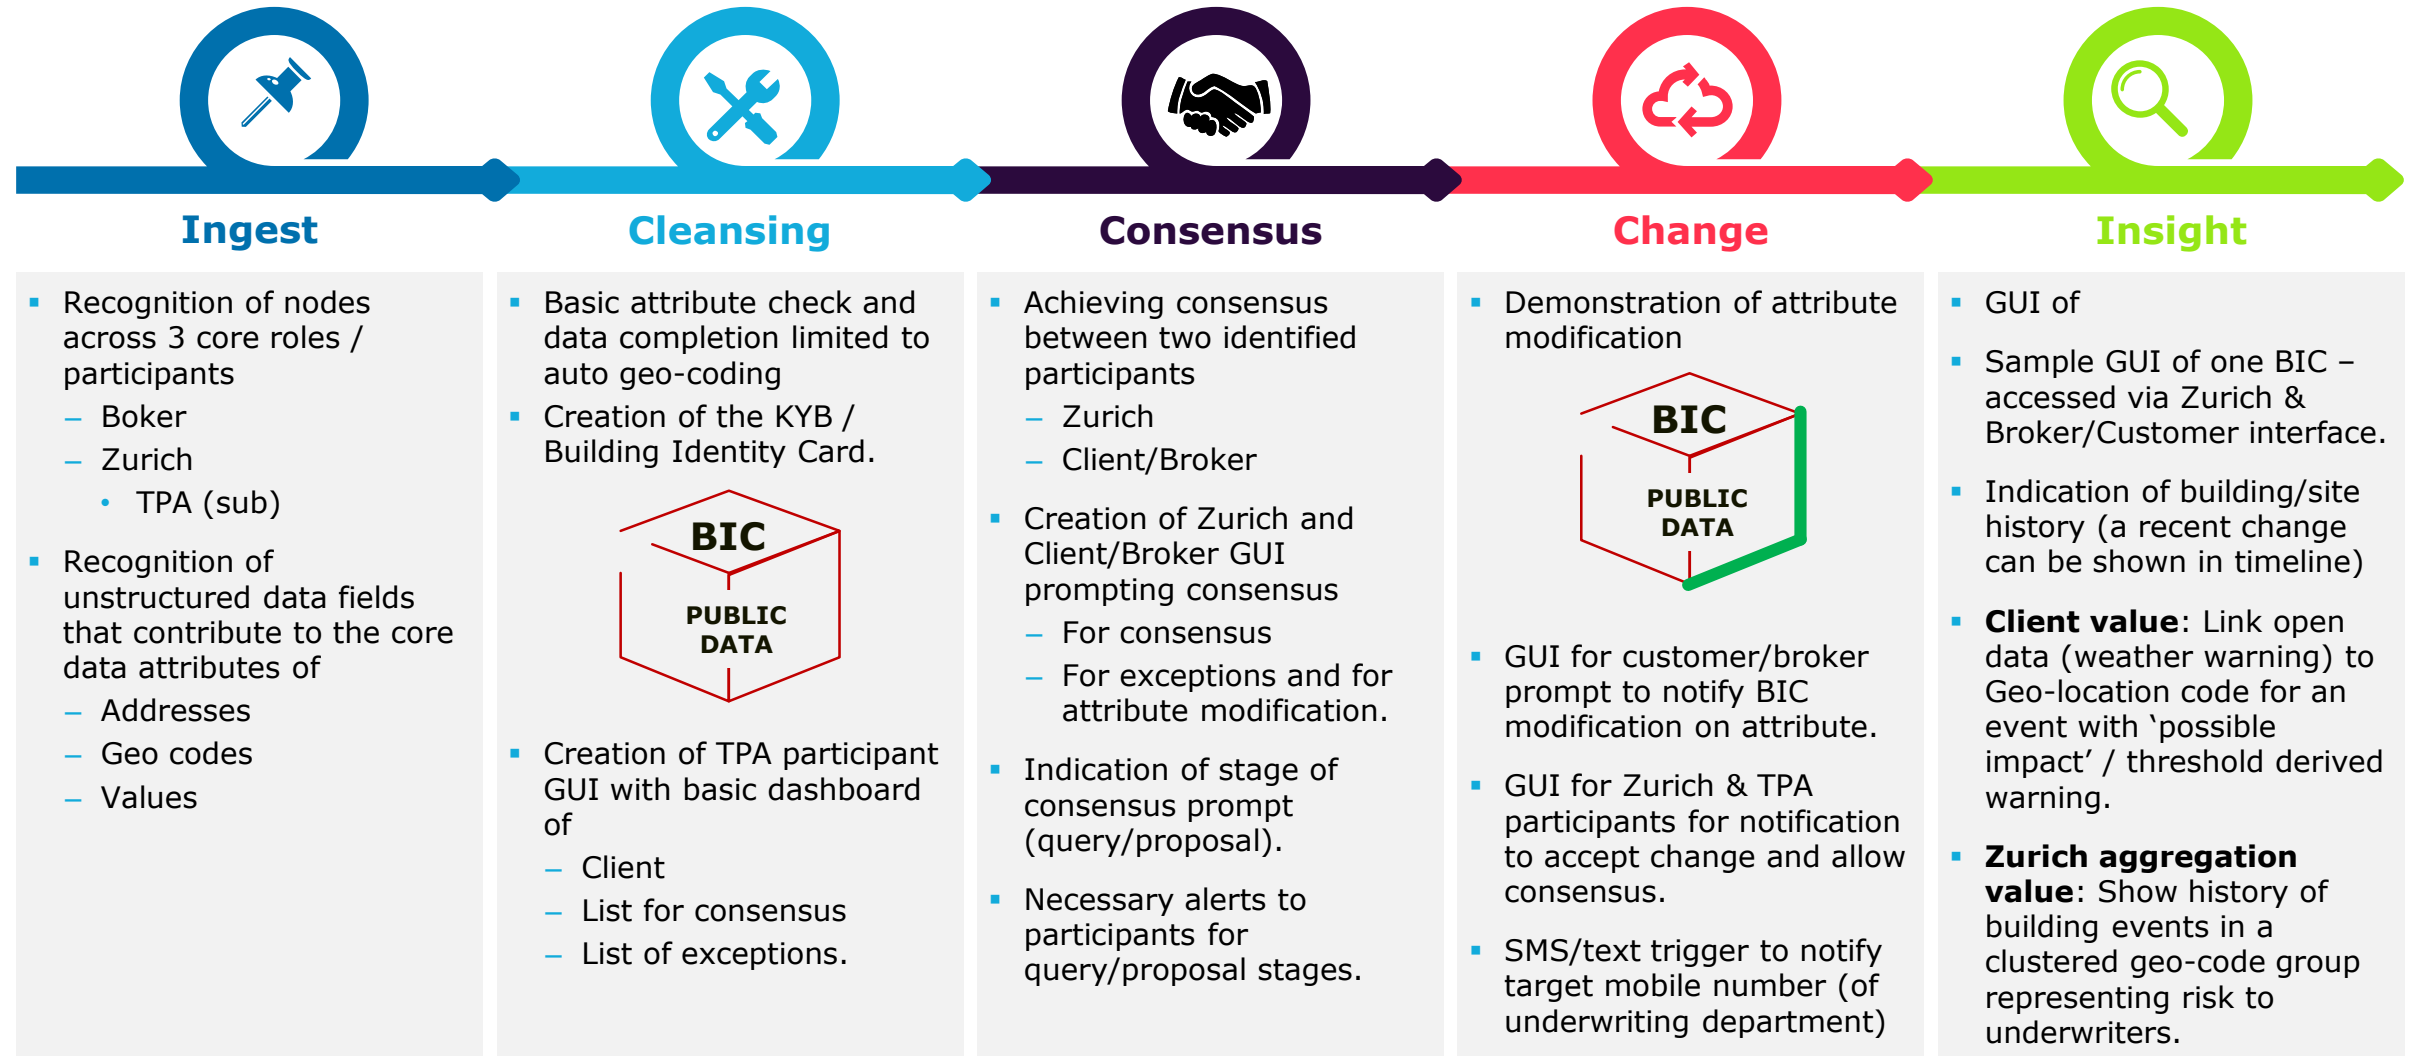 Ingest
Recognition of nodes
across 3 core roles /
participants
– Boker
– Zurich
• TPA (sub)
Recognition of
unstructured data fields
that contribute to the core
data attributes of
– Addresses
– Geo codes
– Values
Cleansing
Basic attribute check and
data completion limited to
auto geo-coding
Creation of the KYB /
Building Identity Card.
BIC
PUBLIC
DATA
Creation of TPA participant
GUI with basic dashboard
of
– Client
– List for consensus
– List of exceptions.
Consensus
Achieving consensus
between two identified
participants
– Zurich
– Client/Broker
Creation of Zurich and
Client/Broker GUI
prompting consensus
– For consensus
– For exceptions and for
attribute modification.
Indication of stage of
consensus prompt
(query/proposal).
Necessary alerts to
participants for
query/proposal stages.
Change
Demonstration of attribute
modification
BIC
PUBLIC
DATA
GUI for customer/broker
prompt to notify BIC
modification on attribute.
GUI for Zurich & TPA
participants for notification
to accept change and allow
consensus.
SMS/text trigger to notify
target mobile number (of
underwriting department)
Insight
GUI of
Sample GUI of one BIC –
accessed via Zurich &
Broker/Customer interface.
Indication of building/site
history (a recent change
can be shown in timeline)
Client value: Link open
data (weather warning) to
Geo-location code for an
event with ‘possible
impact’ / threshold derived
warning.
Zurich aggregation
value: Show history of
building events in a
clustered geo-code group
representing risk to
underwriters.